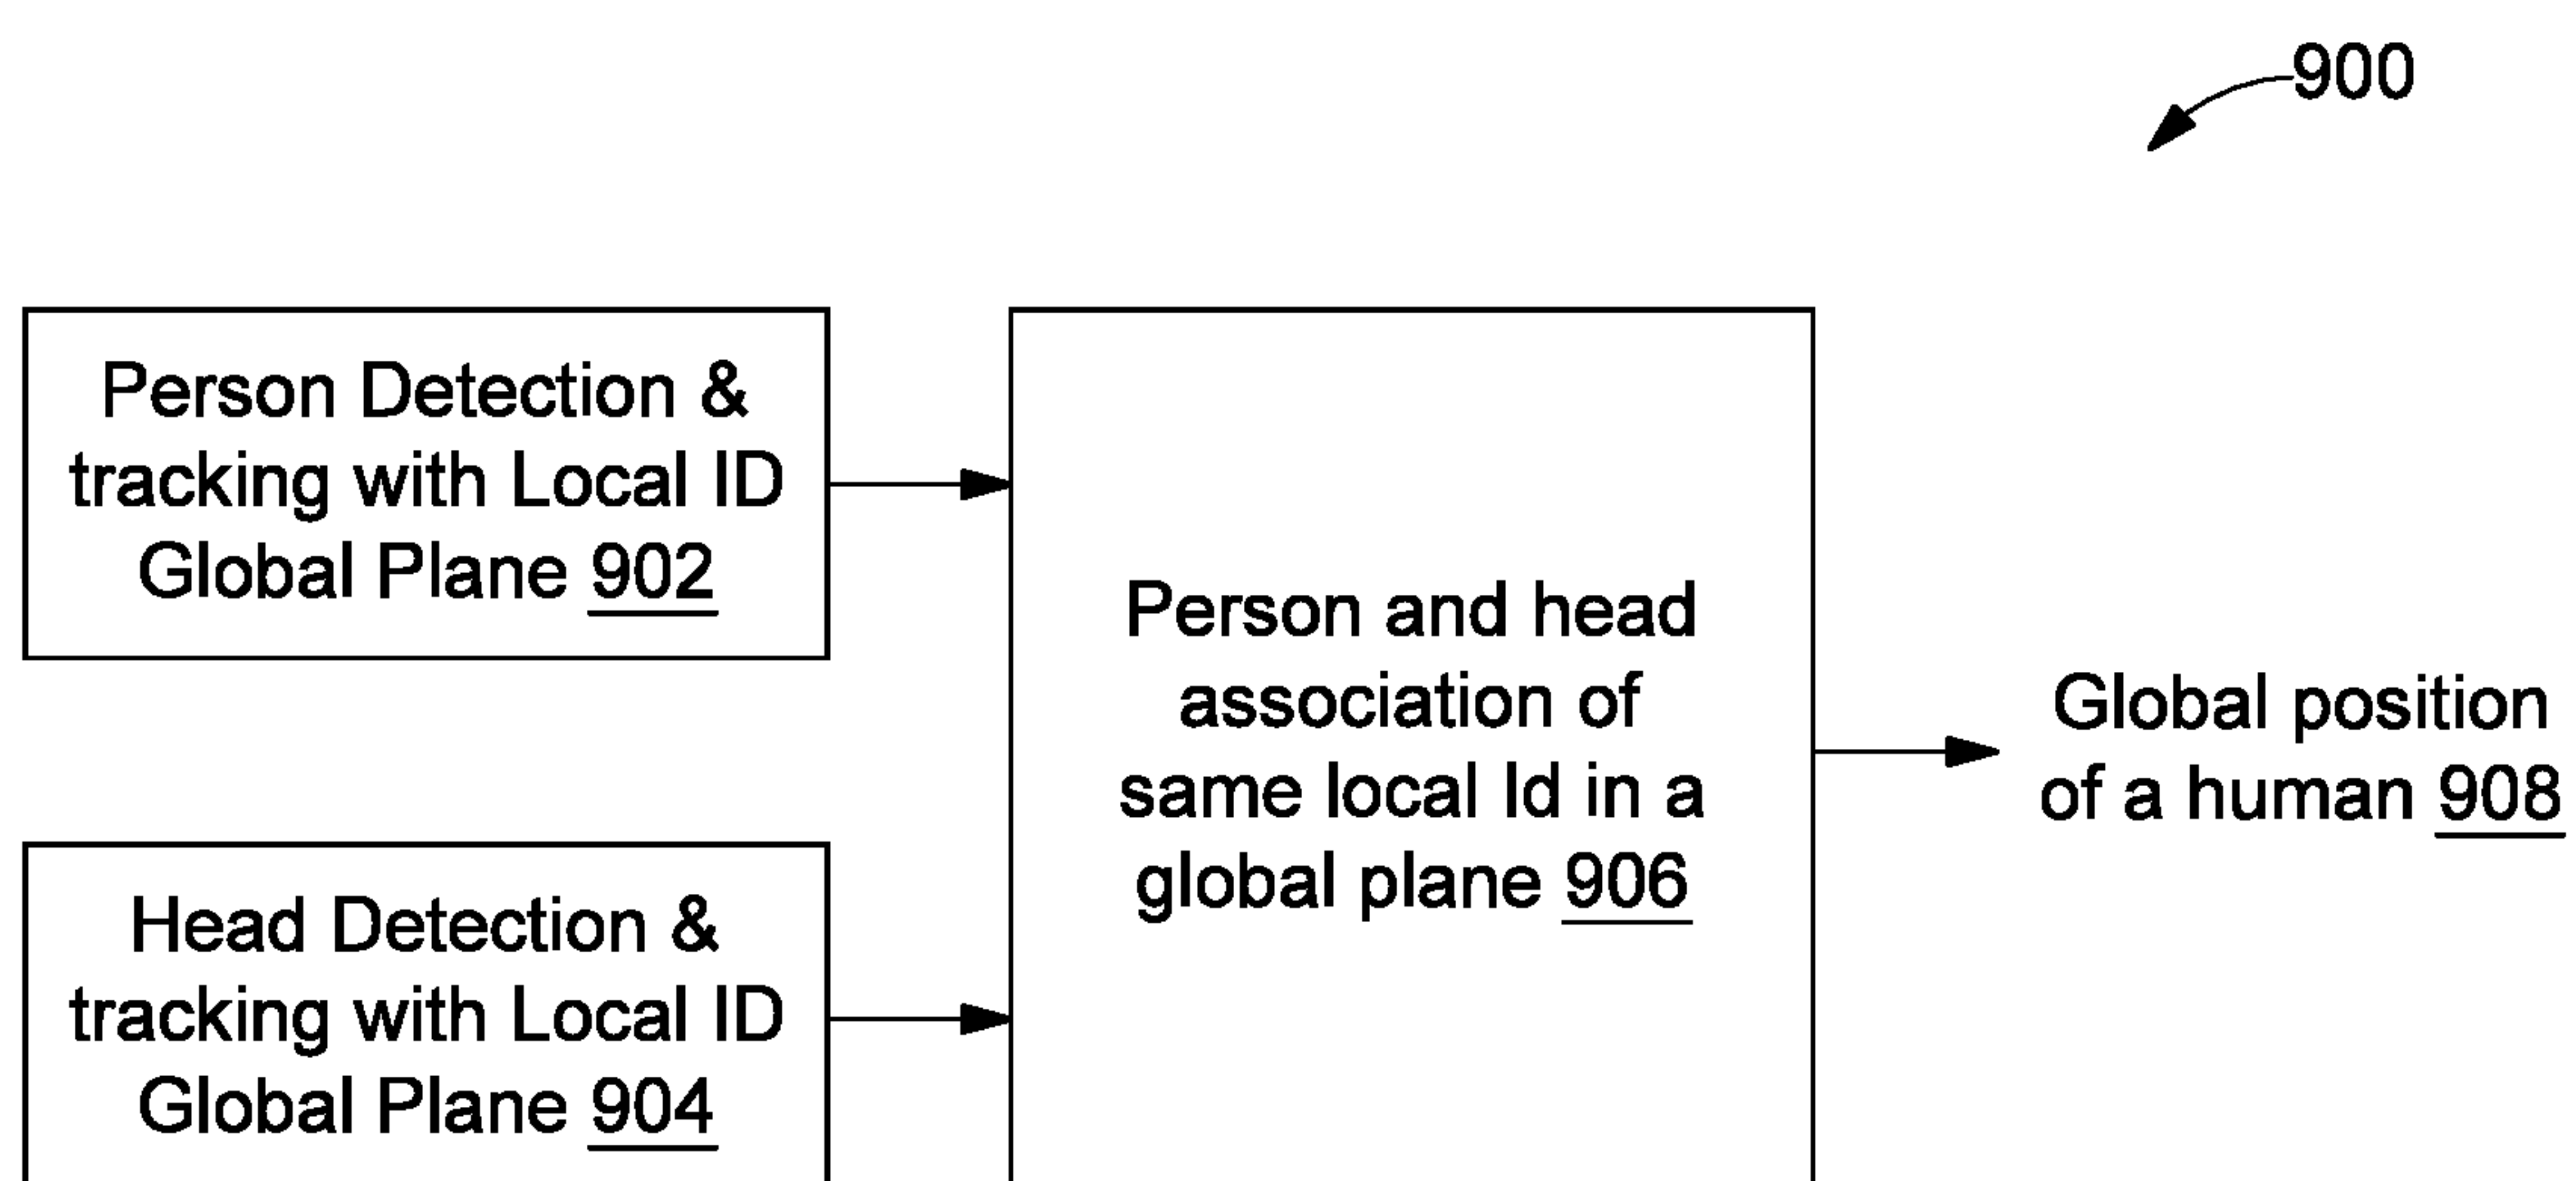 900
Person Detection &
tracking with Local ID
Global Plane 902
Head Detection &
tracking with Local ID
Global Plane 904
Person and head
association of
same local Id in a
global plane 906
Global position
of a human 908